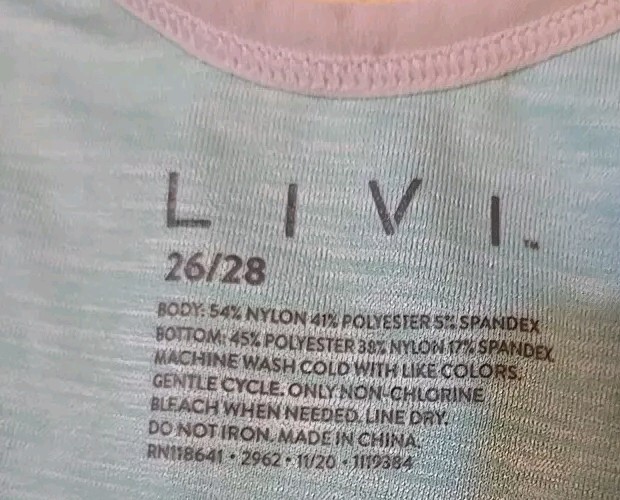 LIVI™
26/28
BODY: 54% NYLON 41% POLYESTER 5% SPANDEX
BOTTOM: 45% POLYESTER 38% NYLON 17% SPANDEX
MACHINE WASH COLD WITH LIKE COLORS.
GENTLE CYCLE. ONLY NON-CHLORINE
BLEACH WHEN NEEDED. LINE DRY.
DO NOT IRON. MADE IN CHINA.
RN118641 • 2962 • 11/20 • 1119384